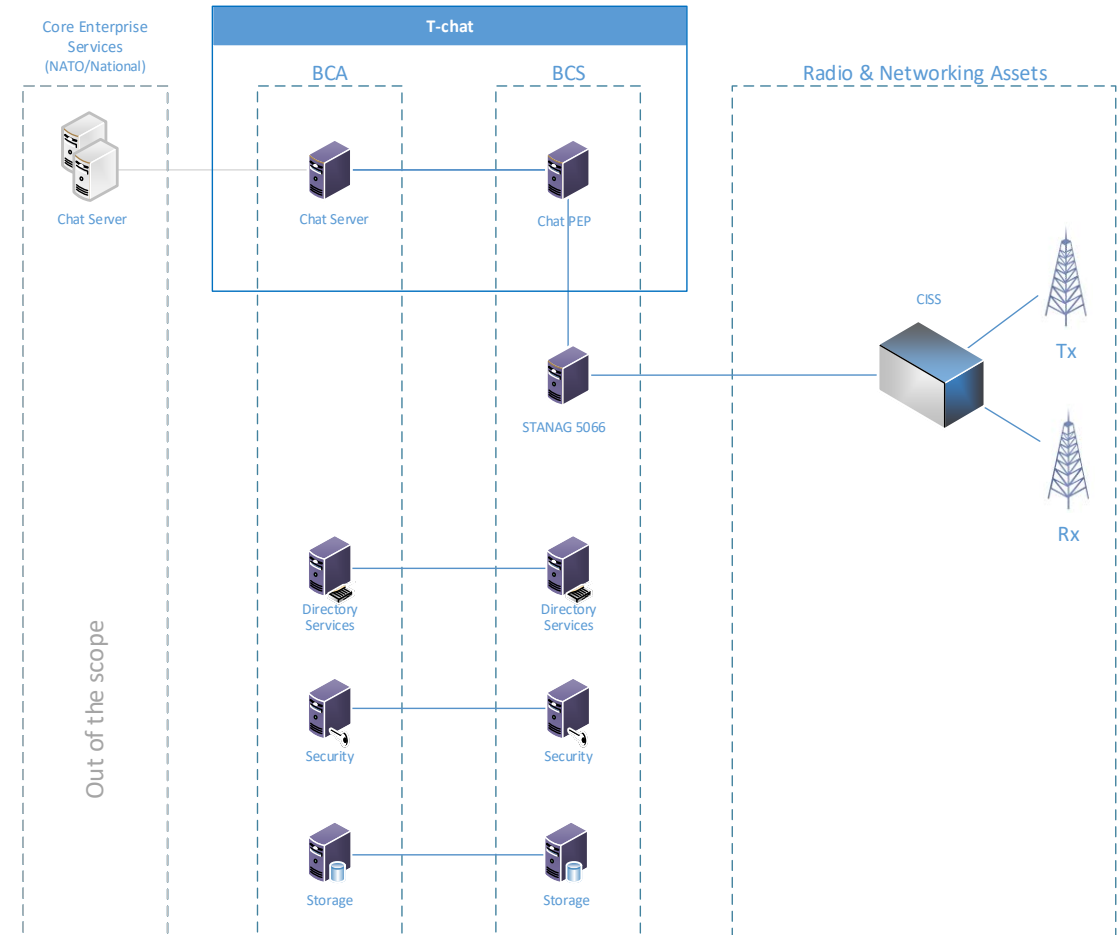 Core Enterprise
Services
(NATO/National)
T-chat
BCA
BCS
Radio & Networking Assets
Chat Server
Chat Server
Chat PEP
CISS
Tx
STANAG 5066
Rx
Directory
Services
Directory
Services
Out of the scope
Security
Security
Storage
Storage